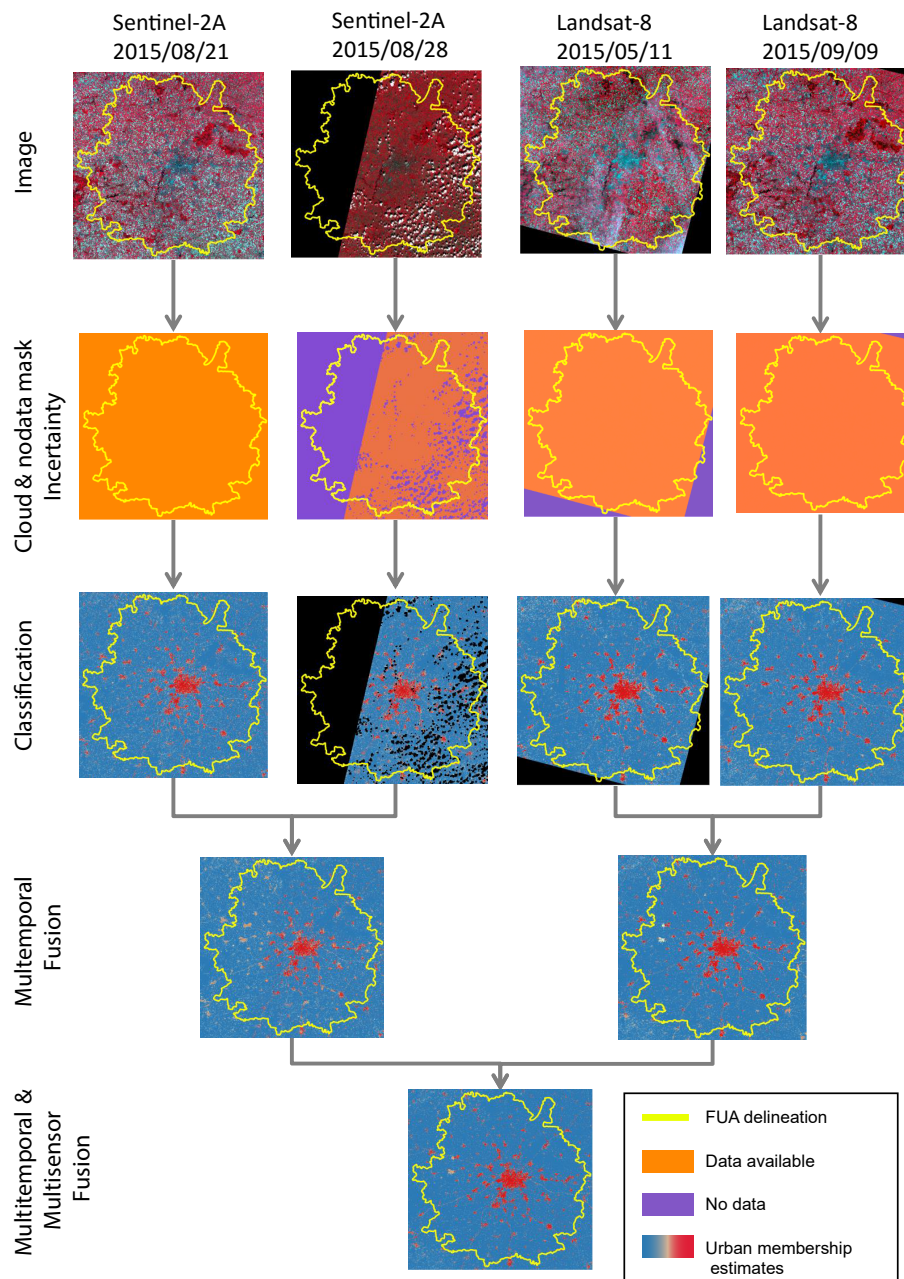 Sentinel-2A
2015/08/21
Sentinel-2A
2015/08/28
Landsat-8
2015/05/11
Landsat-8
2015/09/09
Image
Cloud & nodata mask
Incertainty
Classification
Multemporal
Fusion
Multitemporal &
Multisensor
Fusion
FUA delineation
Data available
No data
Urban membership
estimates